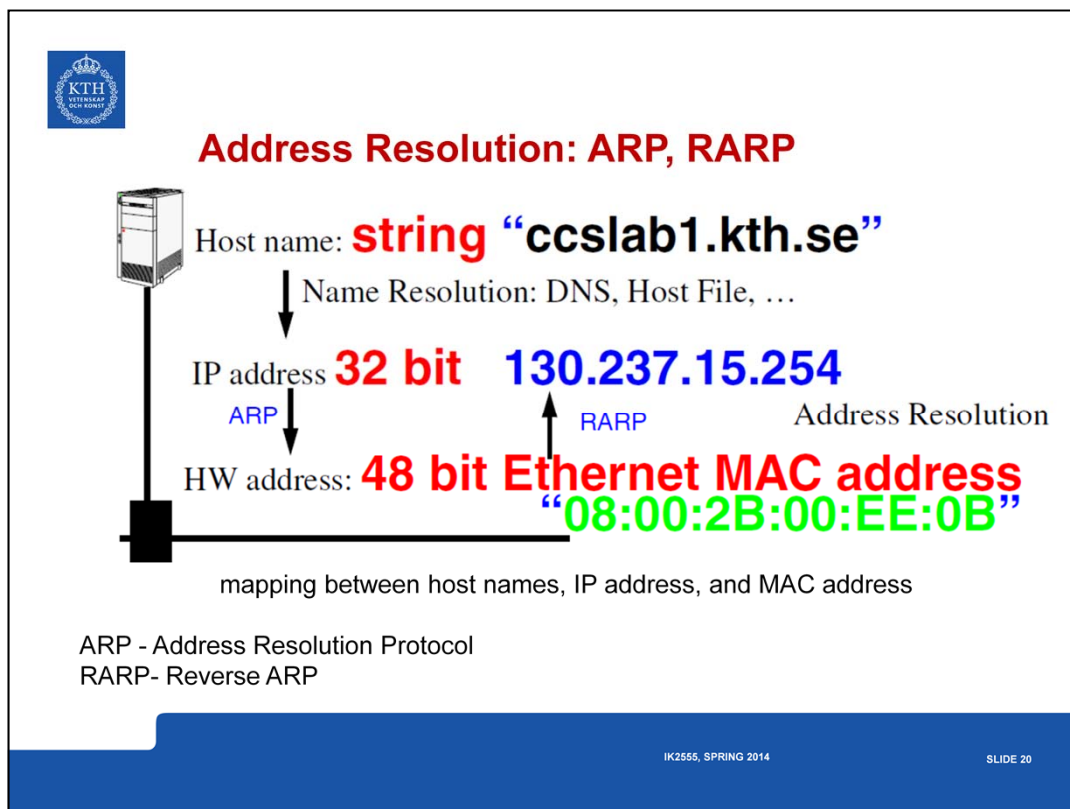 KTH
VETENSKAP
OCH KONST
Address Resolution: ARP, RARP
Host name: string “ccslab1.kth.se”
Name Resolution: DNS, Host File, …
IP address 32 bit 130.237.15.254
ARP RARP Address Resolution
HW address: 48 bit Ethernet MAC address
“08:00:2B:00:EE:0B”
mapping between host names, IP address, and MAC address
ARP - Address Resolution Protocol
RARP- Reverse ARP
IK2555, SPRING 2014 SLIDE 20